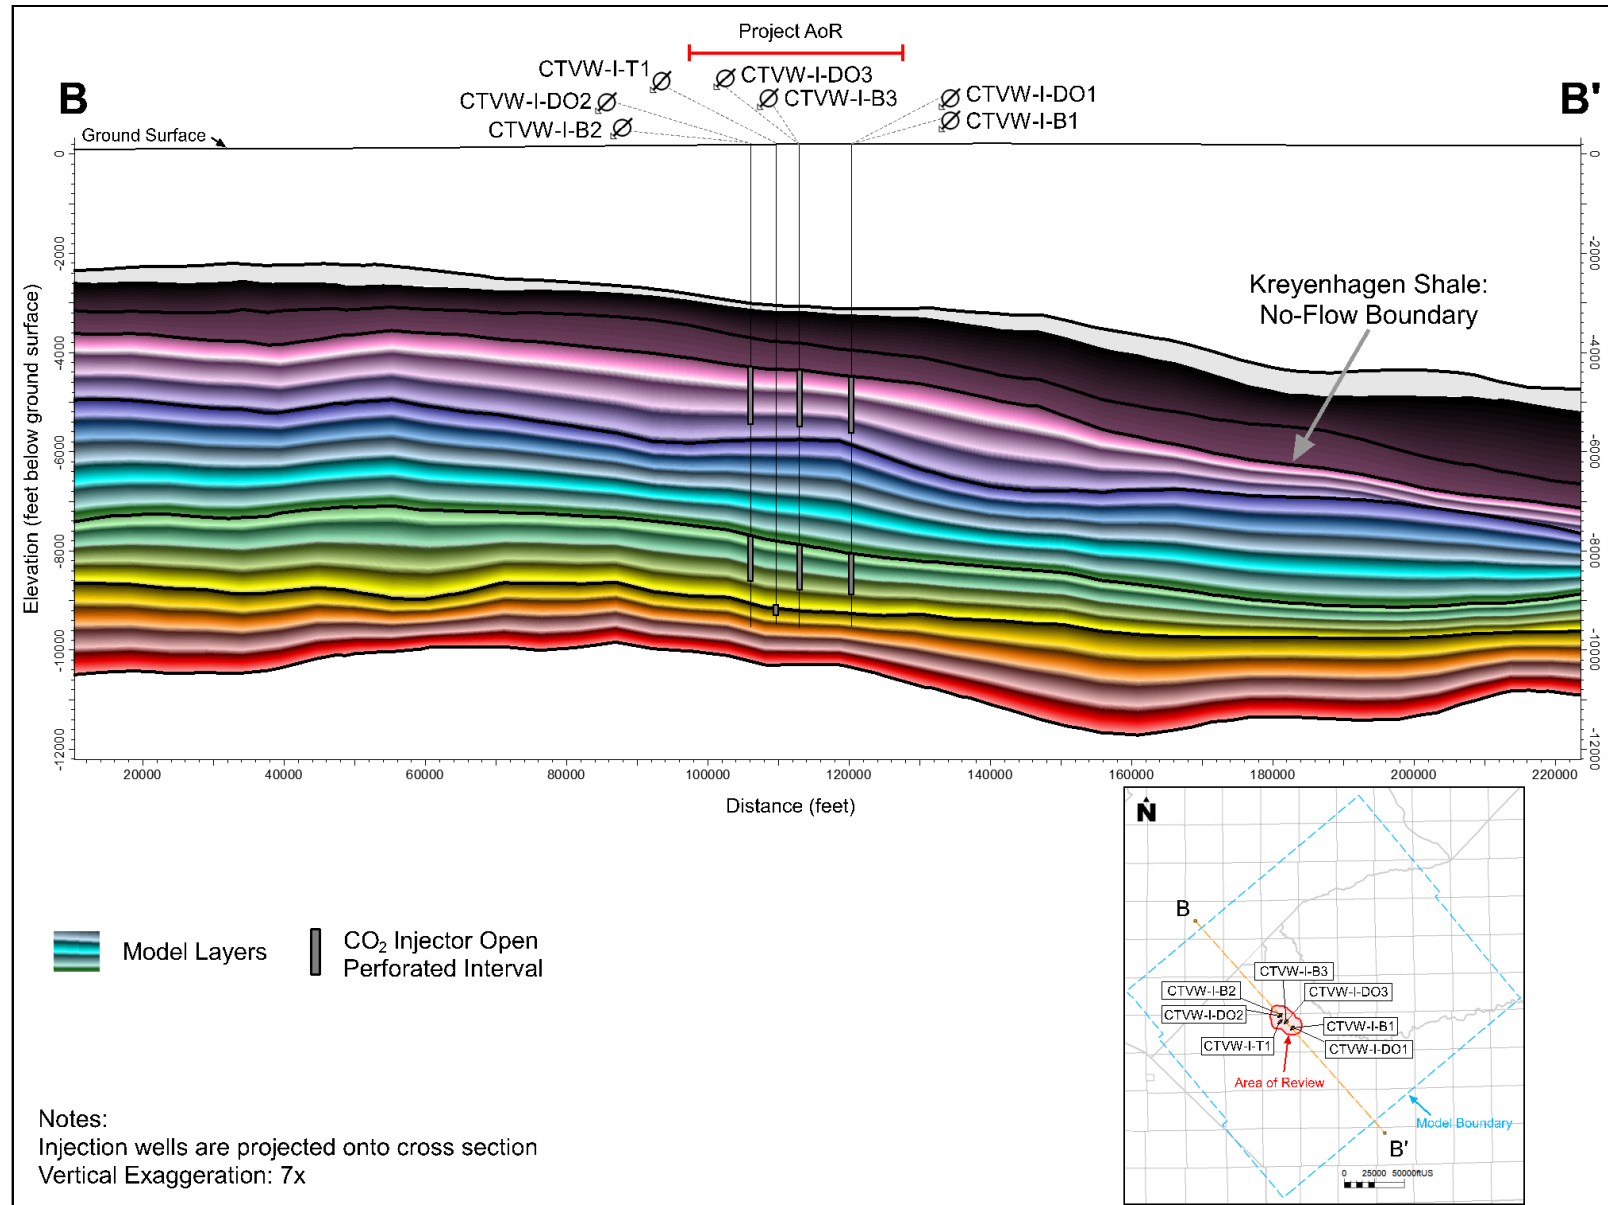 Project AoR
CTVW-I-T1
CTVW-I-DO3
CTVW-I-DO2
CTVW-I-B3
CTVW-I-DO1
CTVW-I-B2
CTVW-I-B1
B
B'
Ground Surface
0
-2000
-4000
-6000
-8000
-10000
-12000
Elevation (feet below ground surface)
0
-2000
-4000
-6000
-8000
-10000
-12000
Kreyenhagen Shale:
No-Flow Boundary
20000 40000 60000 80000 100000 120000 140000 160000 180000 200000 220000
Distance (feet)
Model Layers
CO₂ Injector Open
Perforated Interval
Notes:
Injection wells are projected onto cross section
Vertical Exaggeration: 7x
N
B
CTVW-I-B3
CTVW-I-B2
CTVW-I-DO3
CTVW-I-DO2
CTVW-I-B1
CTVW-I-T1
CTVW-I-DO1
Area of Review
Model Boundary
B'
0 25000 50000ftUS